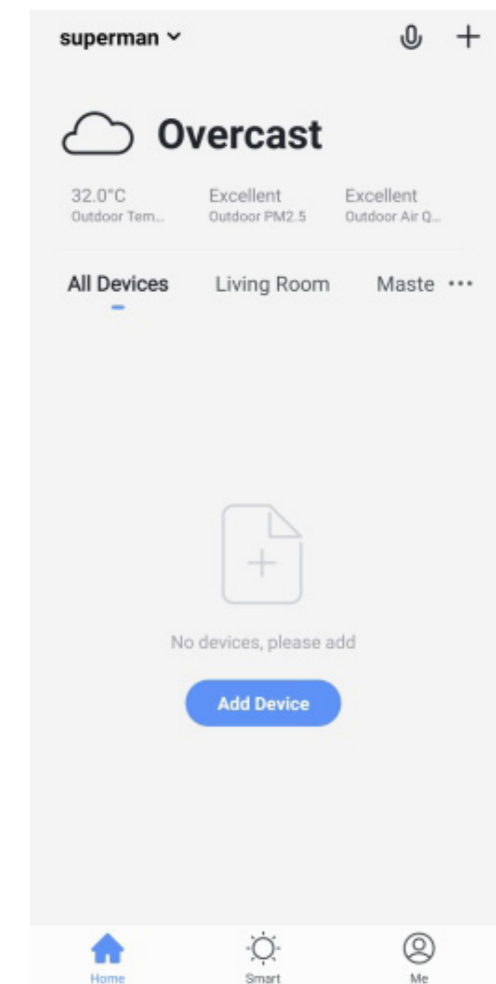 superman
Overcast
32.0°C Excellent Excellent
Outdoor Tem... Outdoor PM2.5 Outdoor Air Q...
All Devices Living Room Maste ...
No devices, please add
Add Device
Home Smart Me